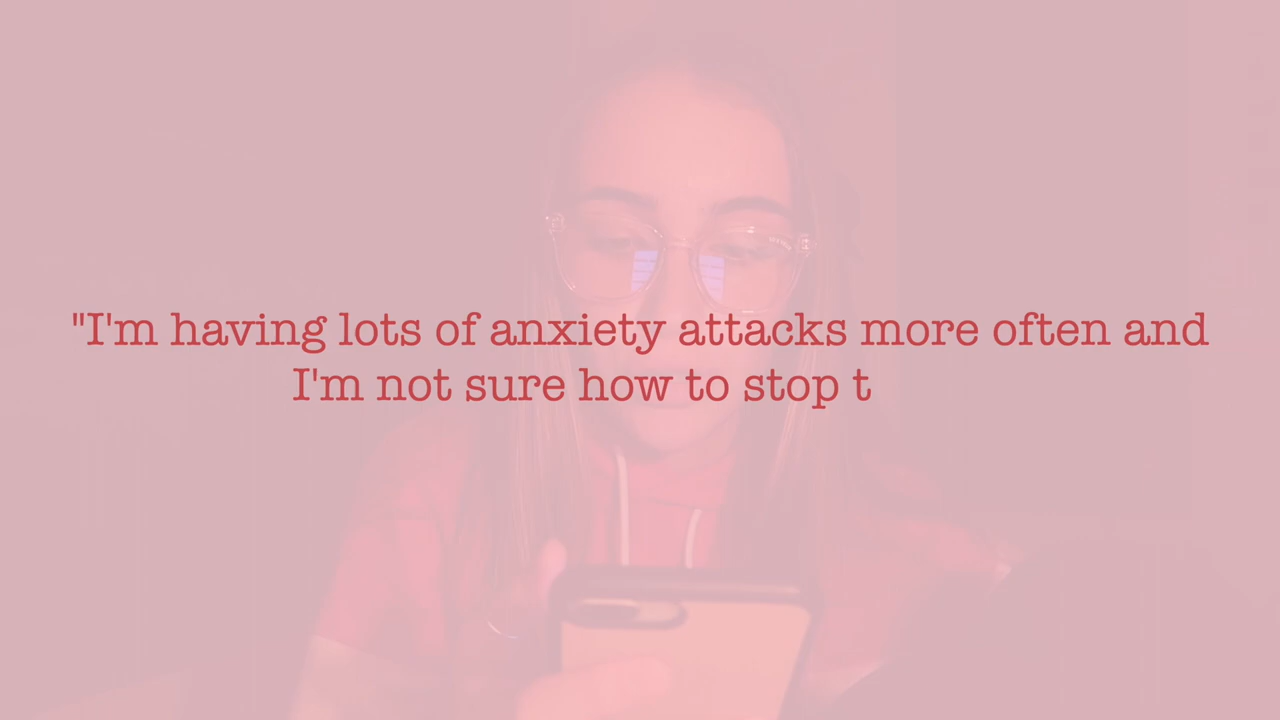 "I'm having lots of anxiety attacks more often and
I'm not sure how to stop t